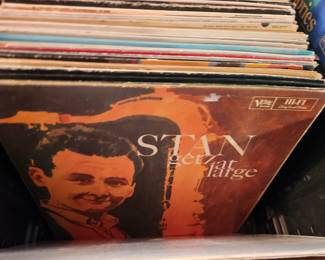 STAN
getz at
large
Verve
HI-FI